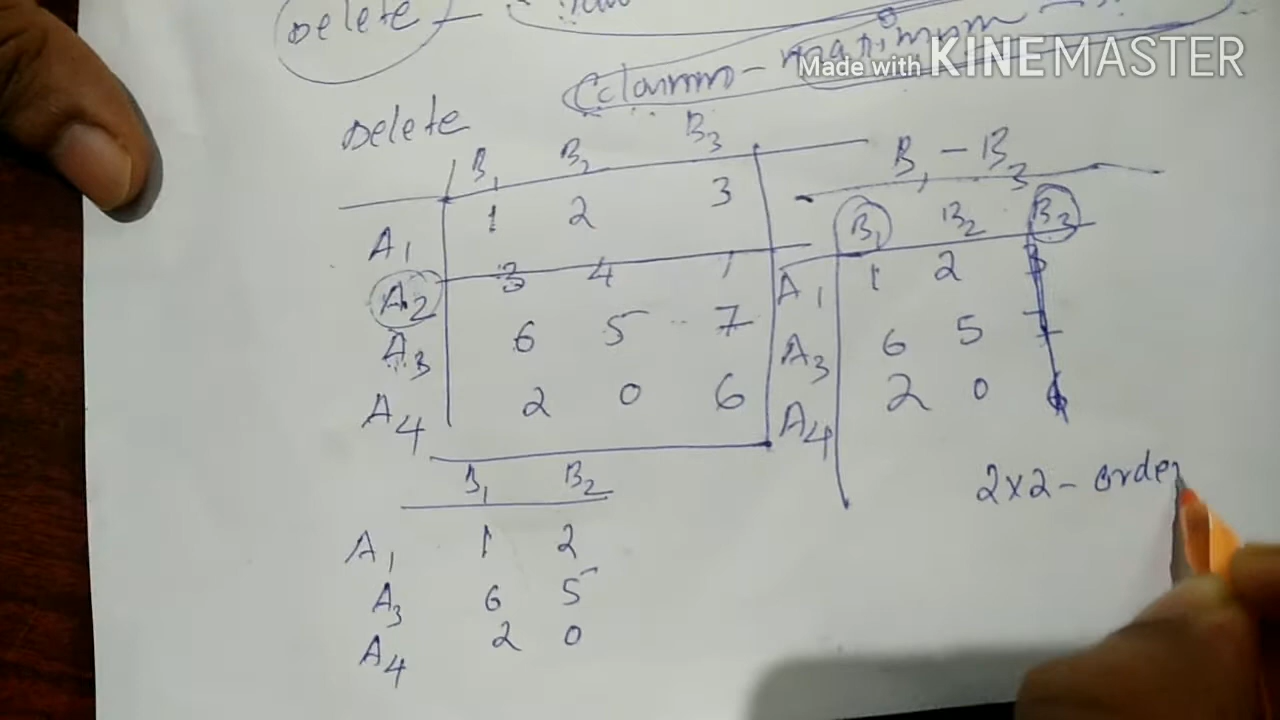 Delete —
Made with KINEMASTER
Delete
B1 B2 B3
A1 1 2 3
A2 3 4 1
A3 6 5 7
A4 2 0 6
B1 — B3
B1 B2 B3
A1 1 2 3
A3 6 5 7
A4 2 0 6
2×2 - order
B1 B2
A1 1 2
A3 6 5
A4 2 0